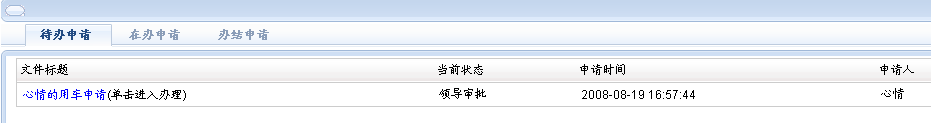 待办申请 在办申请 办结申请
文件标题 当前状态 申请时间 申请人
心情的用车申请(单击进入办理) 领导审批 2008-08-19 16:57:44 心情